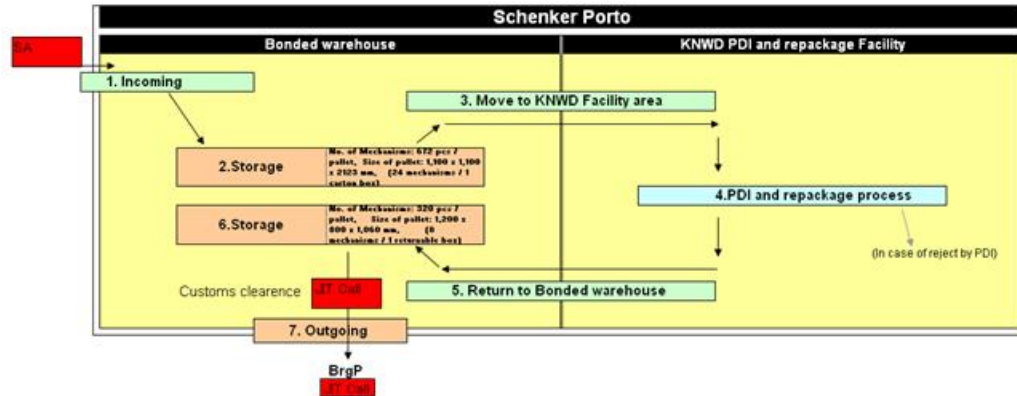 Schenker Porto
Bonded warehouse
KNWD PDI and repackage Facility
SA
1. Incoming
3. Move to KNWD Facility area
2.Storage
No. of Mechanisms: 672 pcs /
pallet, Size of pallet: 1,100 x 1,100
x 2123 mm, (24 mechanisms / 1
carton box)
4.PDI and repackage process
6.Storage
No. of Mechanisms: 320 pcs /
pallet, Size of pallet: 1,200 x
800 x 1,060 mm, (8
mechanisms / 1 returnable box)
(In case of reject by PDI)
Customs clearence
JIT Call
5. Return to Bonded warehouse
7. Outgoing
BrgP
JIT Call